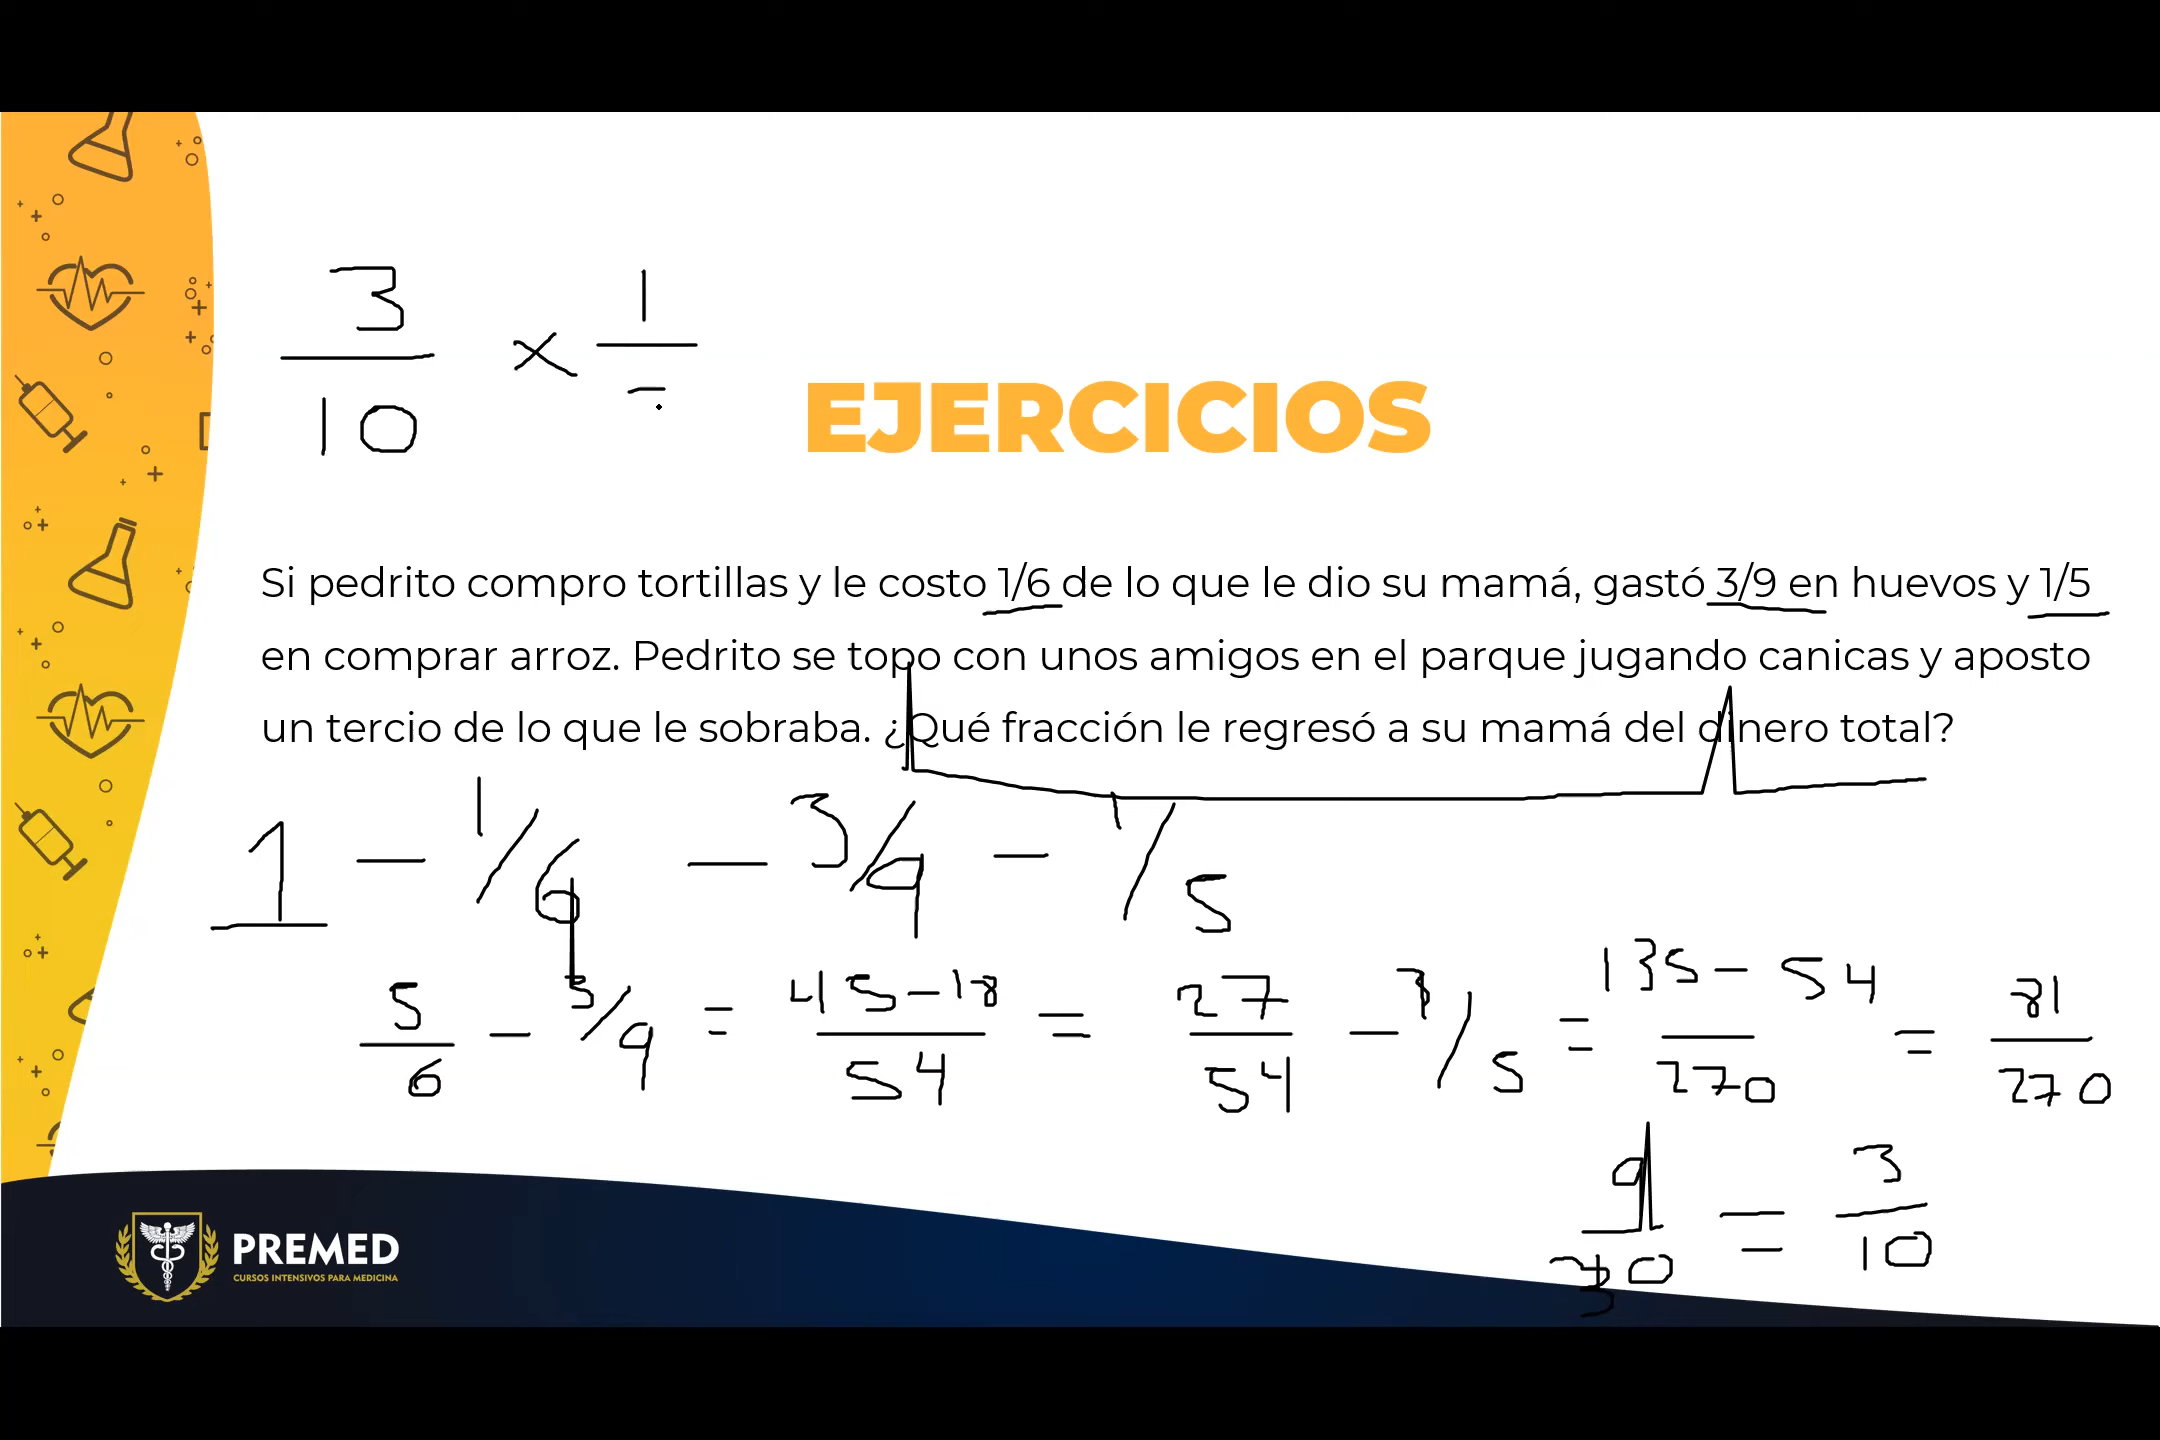 3/10 × 1/
EJERCICIOS
Si pedrito compro tortillas y le costo 1/6 de lo que le dio su mamá, gastó 3/9 en huevos y 1/5
en comprar arroz. Pedrito se topo con unos amigos en el parque jugando canicas y aposto
un tercio de lo que le sobraba. ¿Qué fracción le regresó a su mamá del dinero total?
1 - 1/6 - 3/9 - 1/5
5/6 - 3/9 = 45-18/54 = 27/54 - 1/5 = 135-54/270 = 81/270
9/30 = 3/10
PREMED
CURSOS INTENSIVOS PARA MEDICINA